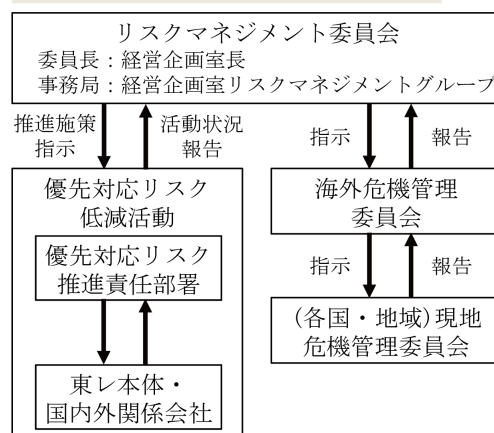 リスクマネジメント委員会
委員長：経営企画室長
事務局：経営企画室リスクマネジメントグループ
推進施策
指示
活動状況
報告
指示
報告
優先対応リスク
低減活動
優先対応リスク
推進責任部署
東レ本体・
国内外関係会社
海外危機管理
委員会
指示
報告
(各国・地域)現地
危機管理委員会